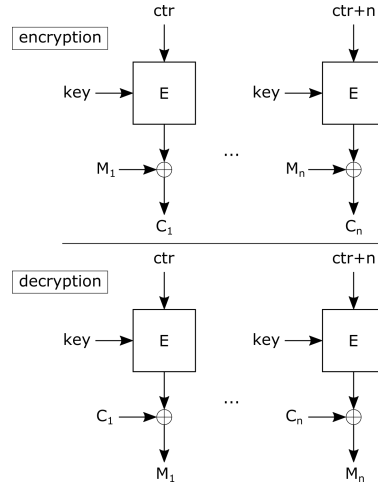 encryption
ctr ctr+n
key E key E
M1 ... Mn
C1 Cn
decryption
ctr ctr+n
key E key E
C1 ... Cn
M1 Mn